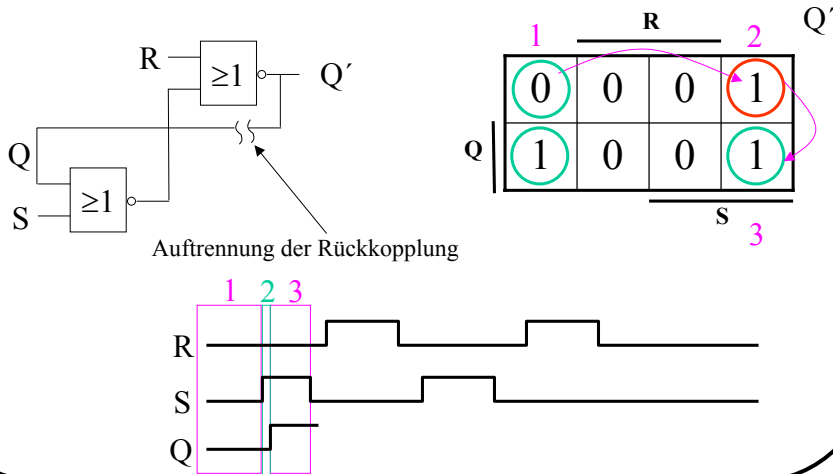 R
≥1
Q´
Q
≥1
S
Auftrennung der Rückkopplung
Q´
1
R
2
0 0 0 1
Q
1 0 0 1
S
3
1 2 3
R
S
Q